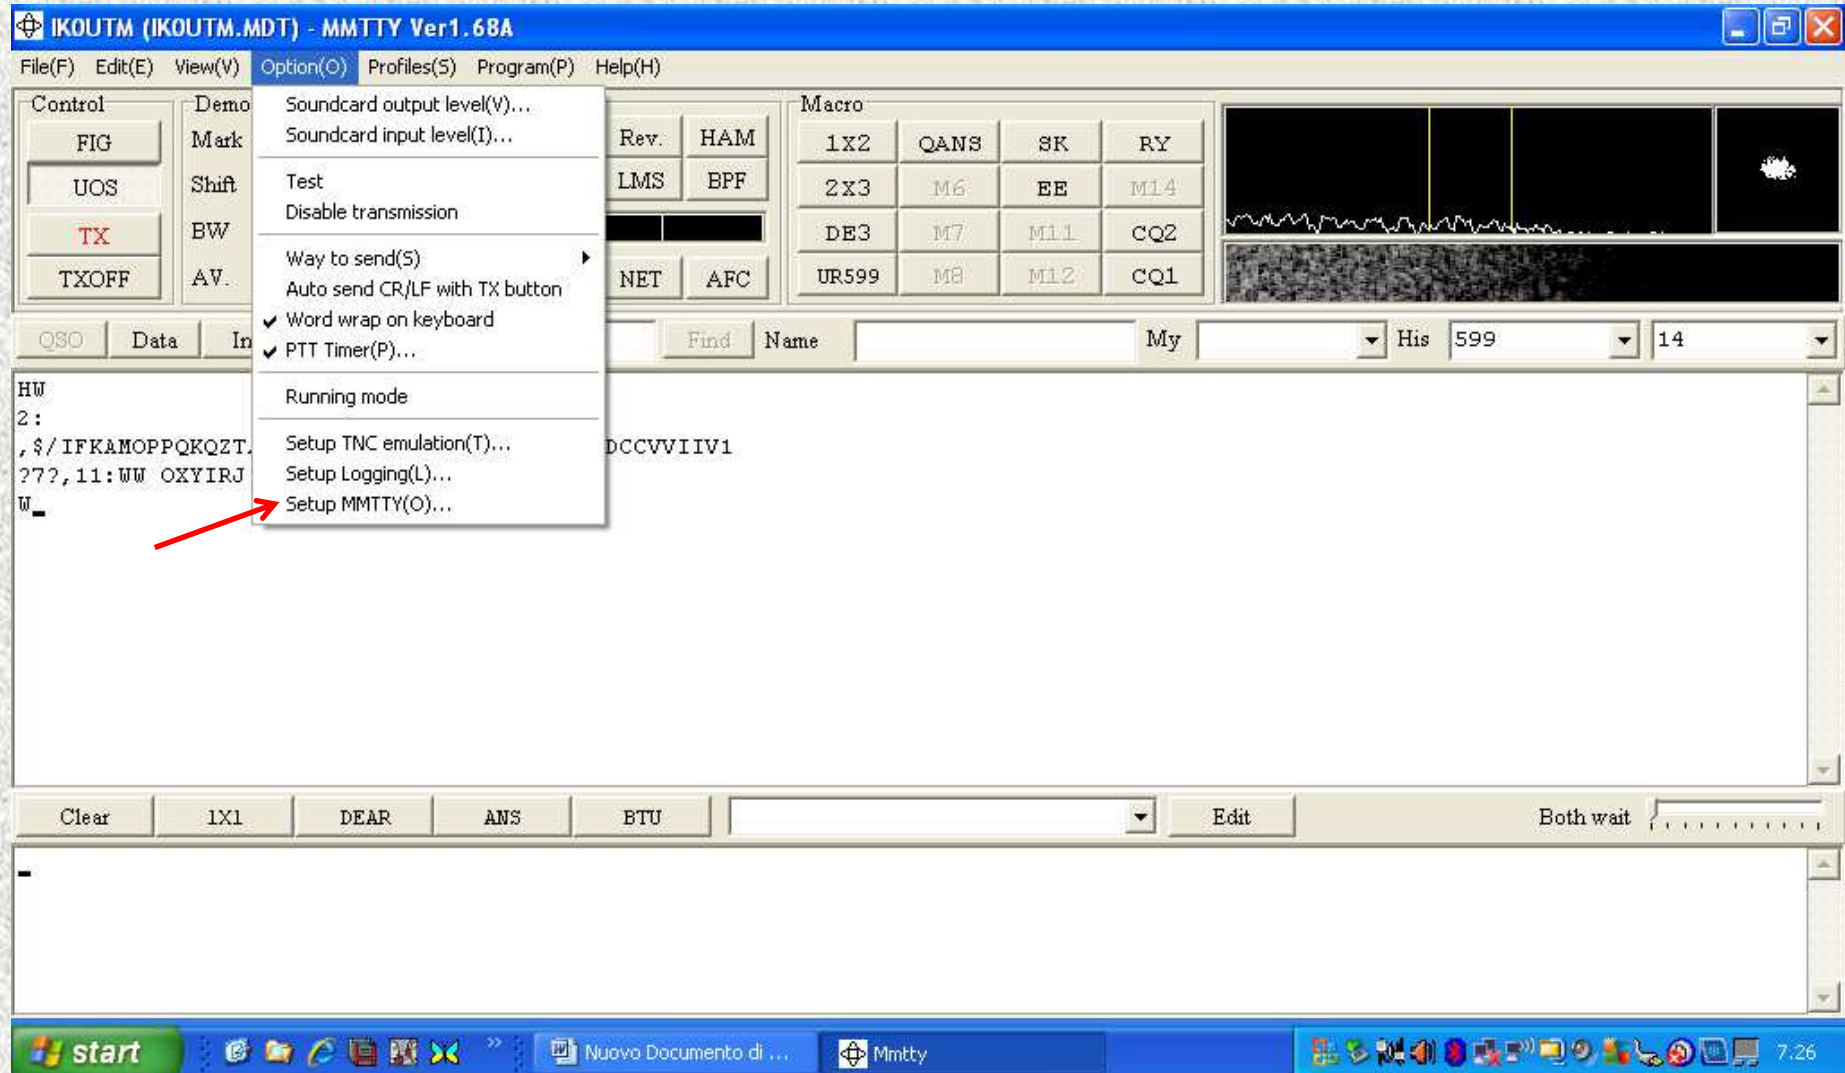 IK0UTM (IK0UTM.MDT) - MMTTY Ver1.68A
File(F) Edit(E) View(V) Option(O) Profiles(S) Program(P) Help(H)
Control
FIG
UOS
TX
TXOFF
Demo
Mark
Shift
BW
AV.
Soundcard output level(V)...
Soundcard input level(I)...
Test
Disable transmission
Way to send(S)
Auto send CR/LF with TX button
Word wrap on keyboard
PTT Timer(P)...
Running mode
Setup TNC emulation(T)...
Setup Logging(L)...
Setup MMTTY(O)...
Rev. HAM
LMS BPF
NET AFC
Macro
1X2 QANS SK RY
2X3 M6 EE M14
DE3 M7 M11 CQ2
UR599 M8 M12 CQ1
QSO Data In Find Name My His 599 14
HW
2:
,$/IFKAMOPPQKQZT. DCCVVIIV1
?7?,11:WW OXYIRJ
W
Clear 1X1 DEAR ANS BTU Edit Both wait
start Nuovo Documento di ... Mmtty 7.26